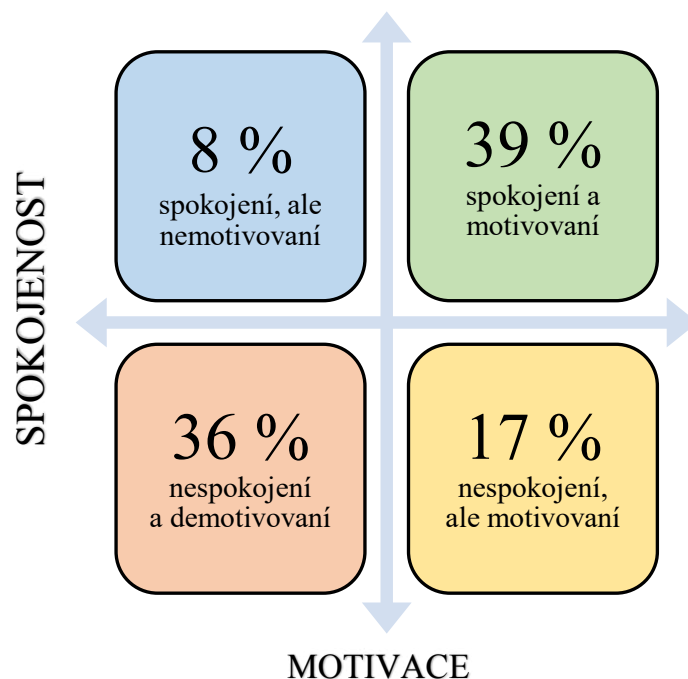 SPOKOJENOST
8 %
spokojení, ale
nemotivovaní
39 %
spokojení a
motivovaní
36 %
nespokojení
a demotivovaní
17 %
nespokojení,
ale motivovaní
MOTIVACE